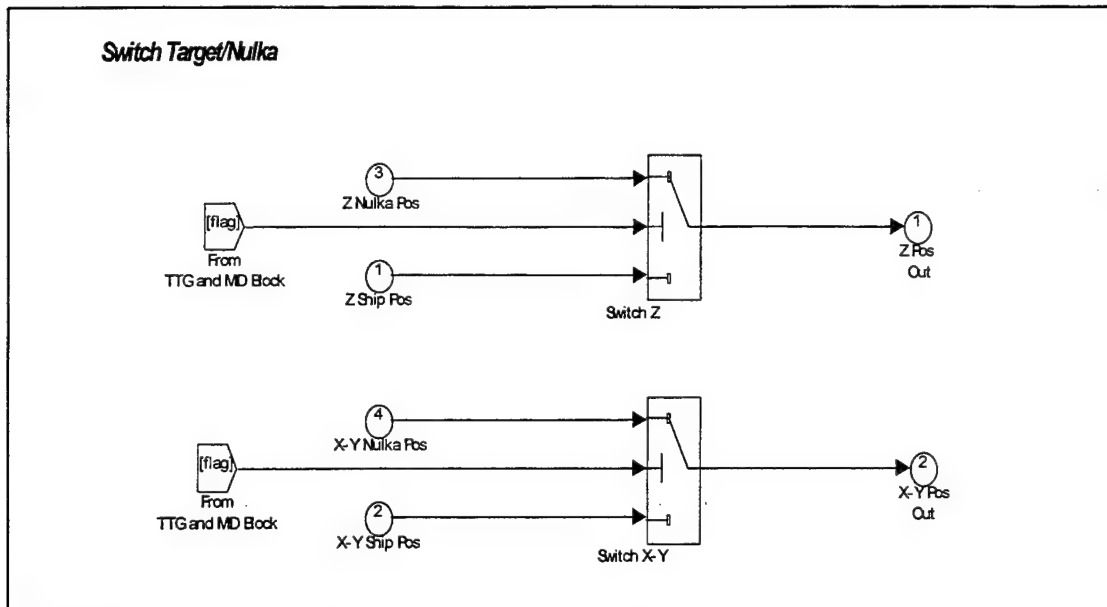 Switch Target/Nulka
3
Z Nulka Pos
[flag]
From
TTG and MD Block
1
Z Ship Pos
Switch Z
1
Z Pos
Out
4
X-Y Nulka Pos
[flag]
From
TTG and MD Block
2
X-Y Ship Pos
Switch X-Y
2
X-Y Pos
Out